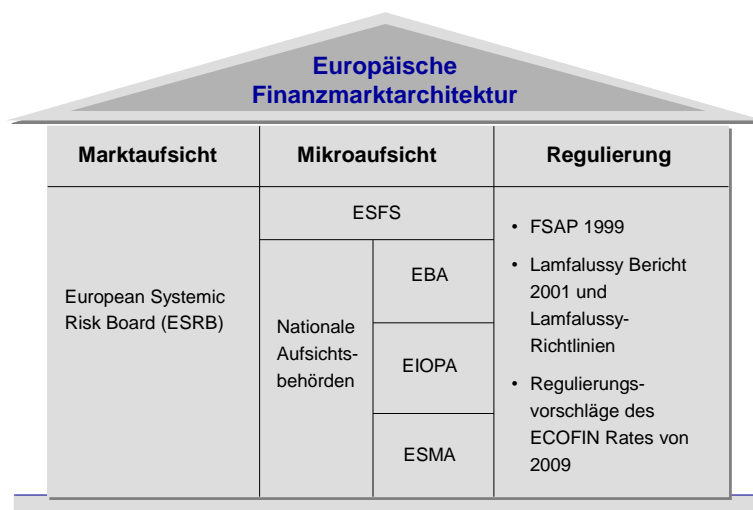 Europäische
Finanzmarktarchitektur
Marktaufsicht
Mikroaufsicht
Regulierung
European Systemic
Risk Board (ESRB)
ESFS
Nationale
Aufsichts-
behörden
EBA
EIOPA
ESMA
• FSAP 1999
• Lamfalussy Bericht
2001 und
Lamfalussy-
Richtlinien
• Regulierungs-
vorschläge des
ECOFIN Rates von
2009